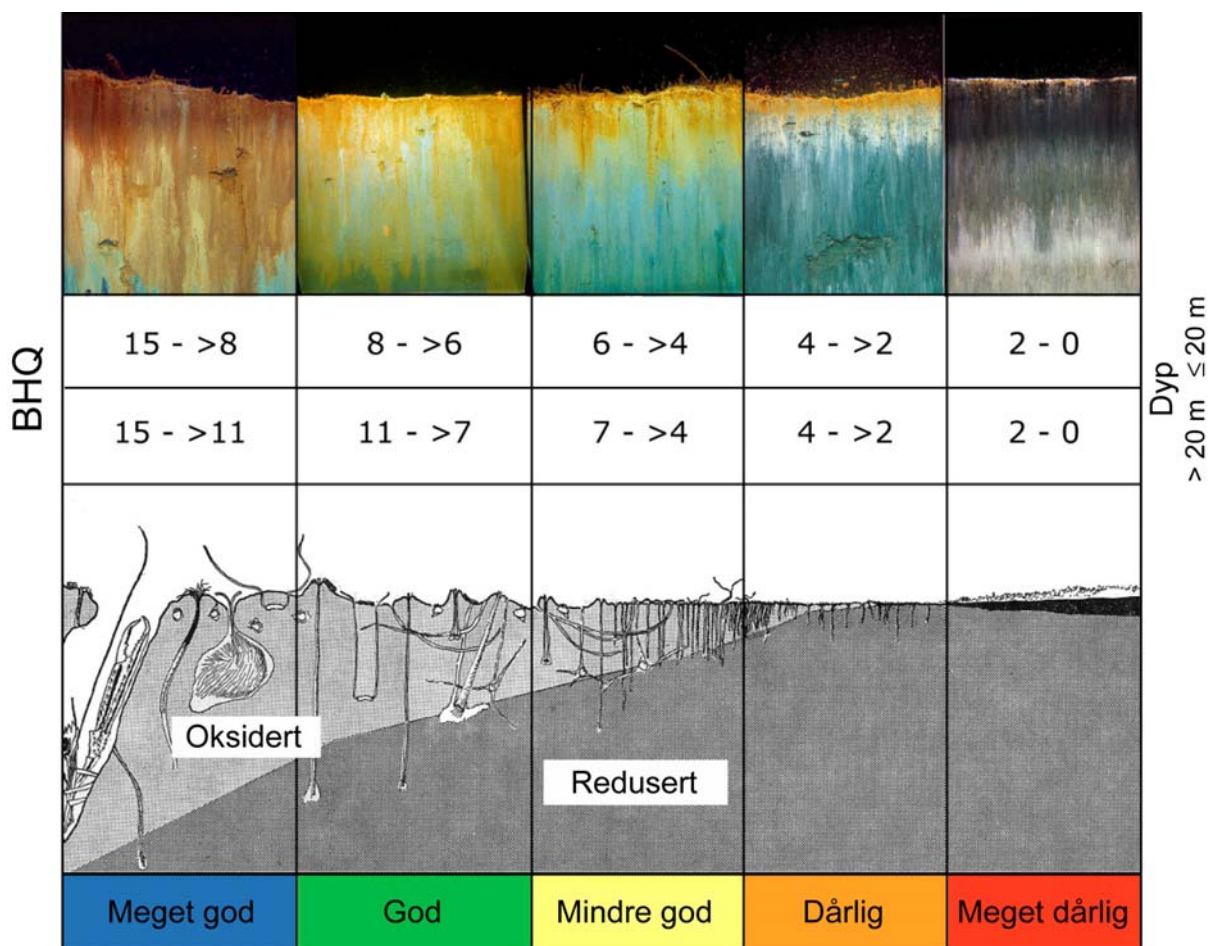 BHQ
15 - >8
8 - >6
6 - >4
4 - >2
2 - 0
15 - >11
11 - >7
7 - >4
4 - >2
2 - 0
Dyp
> 20 m ≤ 20 m
Oksidert
Redusert
Meget god
God
Mindre god
Dårlig
Meget dårlig